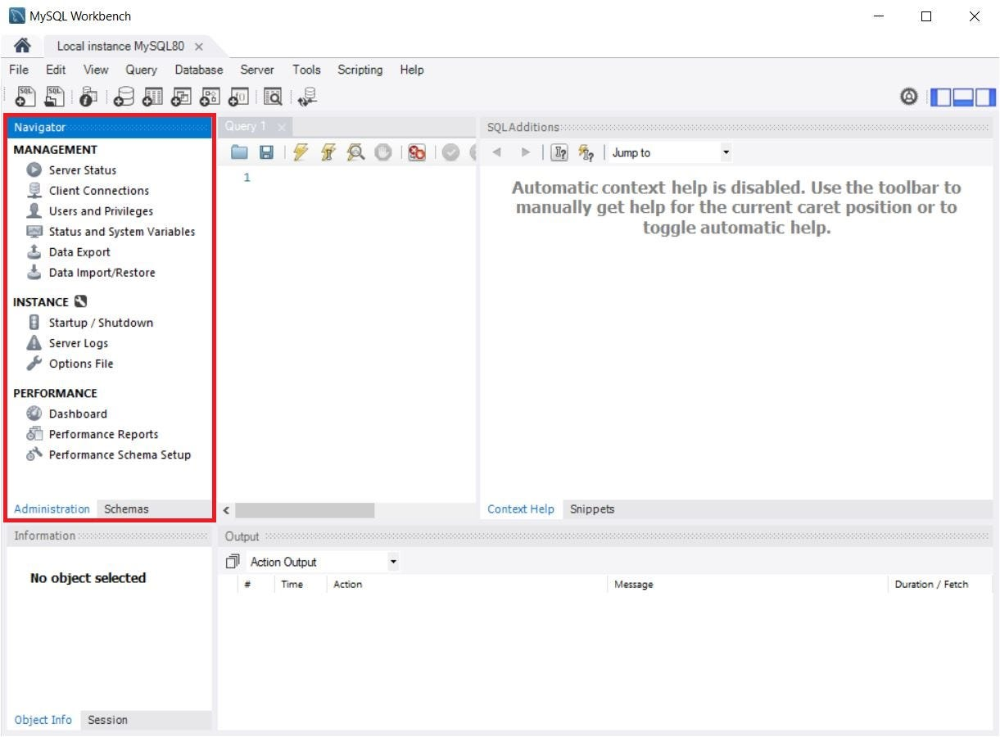 MySQL Workbench
Local instance MySQL80
File Edit View Query Database Server Tools Scripting Help
SQL SQL
Navigator
MANAGEMENT
Server Status
Client Connections
Users and Privileges
Status and System Variables
Data Export
Data Import/Restore
INSTANCE
Startup / Shutdown
Server Logs
Options File
PERFORMANCE
Dashboard
Performance Reports
Performance Schema Setup
Administration Schemas
Query 1
1
SQLAdditions
Jump to
Automatic context help is disabled. Use the toolbar to
manually get help for the current caret position or to
toggle automatic help.
Context Help Snippets
Information
No object selected
Object Info Session
Output
Action Output
# Time Action Message Duration / Fetch